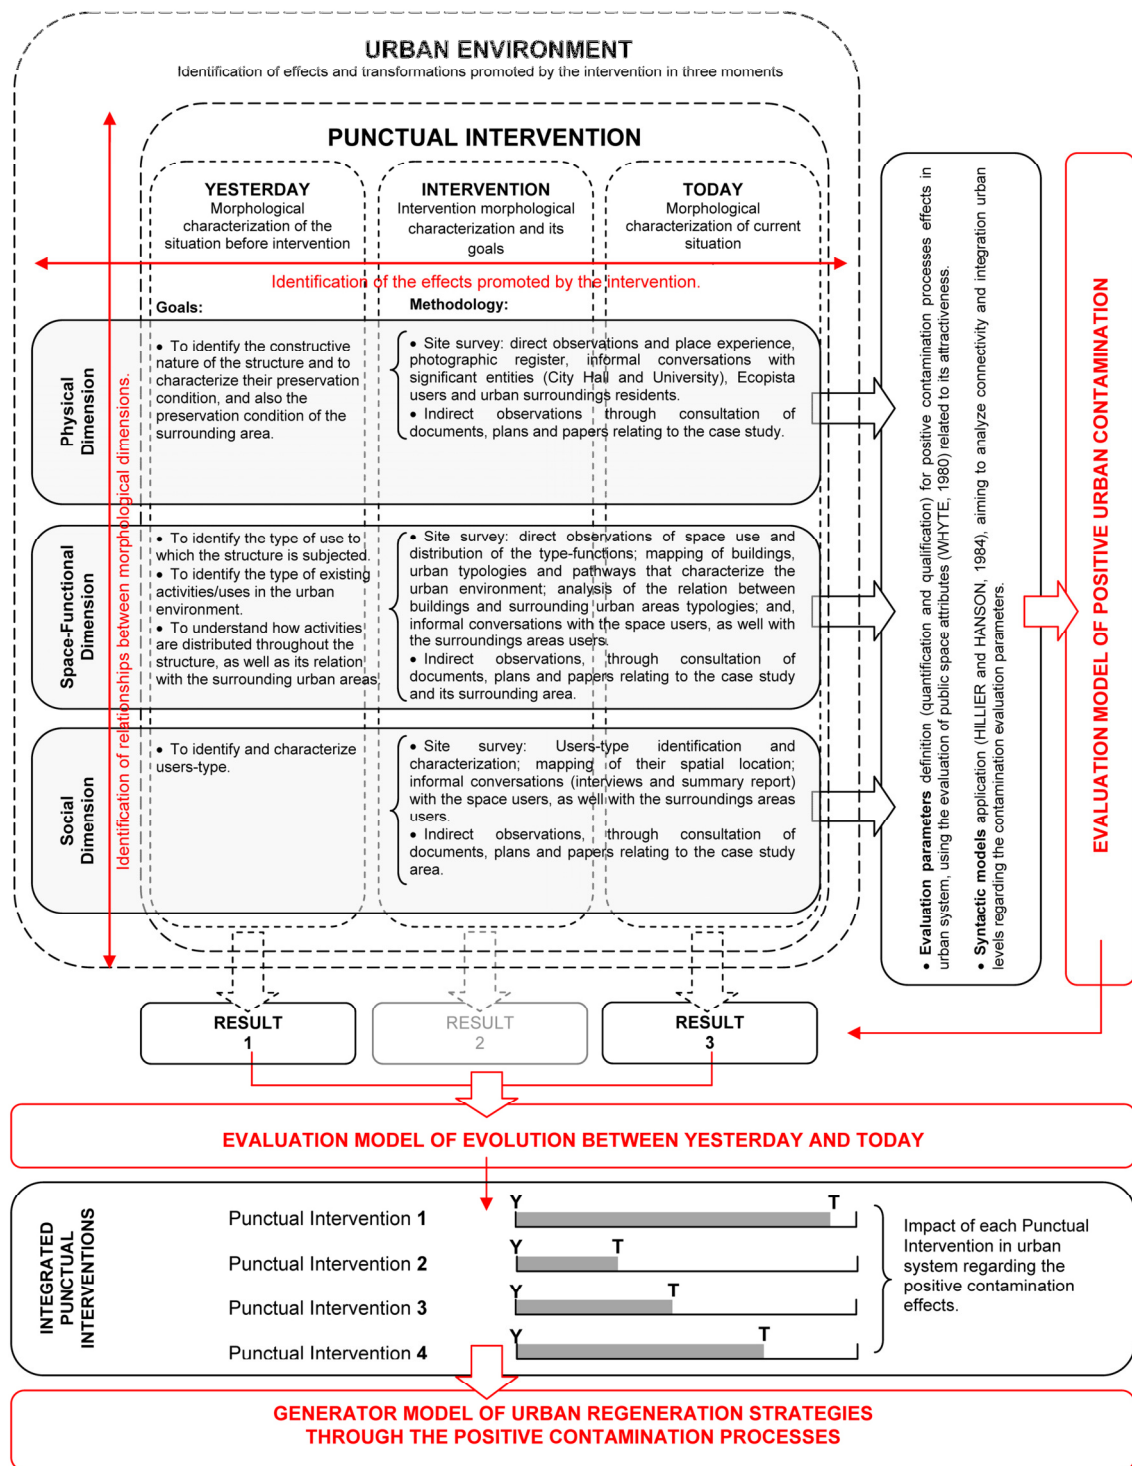 URBAN ENVIRONMENT
Identification of effects and transformations promoted by the intervention in three moments
PUNCTUAL INTERVENTION
YESTERDAY
Morphological
characterization of the
situation before intervention
INTERVENTION
Intervention morphological
characterization and its
goals
TODAY
Morphological
characterization of current
situation
Identification of the effects promoted by the intervention.
Identification of relationships between morphological dimensions.
Goals:
Methodology:
Physical
Dimension
• To identify the constructive
nature of the structure and to
characterize their preservation
condition, and also the
preservation condition of the
surrounding area.
• Site survey: direct observations and place experience,
photographic register, informal conversations with
significant entities (City Hall and University), Ecopista
users and urban surroundings residents.
• Indirect observations through consultation of
documents, plans and papers relating to the case study.
Space-Functional
Dimension
• To identify the type of use to
which the structure is subjected.
• To identify the type of existing
activities/uses in the urban
environment.
• To understand how activities
are distributed throughout the
structure, as well as its relation
with the surrounding urban areas
• Site survey: direct observations of space use and
distribution of the type-functions; mapping of buildings,
urban typologies and pathways that characterize the
urban environment; analysis of the relation between
buildings and surrounding urban areas typologies; and,
informal conversations with the space users, as well with
the surroundings areas users
• Indirect observations, through consultation of
documents, plans and papers relating to the case study
and its surrounding area.
Social
Dimension
• To identify and characterize
users-type.
• Site survey: Users-type identification and
characterization; mapping of their spatial location;
informal conversations (interviews and summary report)
with the space users, as well with the surroundings areas
users.
• Indirect observations, through consultation of
documents, plans and papers relating to the case study
area.
• Evaluation parameters definition (quantification and qualification) for positive contamination processes effects in
urban system, using the evaluation of public space attributes (WHYTE, 1980) related to its attractiveness.
• Syntactic models application (HILLIER and HANSON, 1984), aiming to analyze connectivity and integration urban
levels regarding the contamination evaluation parameters.
EVALUATION MODEL OF POSITIVE URBAN CONTAMINATION
RESULT
1
RESULT
2
RESULT
3
EVALUATION MODEL OF EVOLUTION BETWEEN YESTERDAY AND TODAY
INTEGRATED
PUNCTUAL
INTERVENTIONS
Punctual Intervention 1
Y T
Punctual Intervention 2
Y T
Punctual Intervention 3
Y T
Punctual Intervention 4
Y T
Impact of each Punctual
Intervention in urban
system regarding the
positive contamination
effects.
GENERATOR MODEL OF URBAN REGENERATION STRATEGIES
THROUGH THE POSITIVE CONTAMINATION PROCESSES